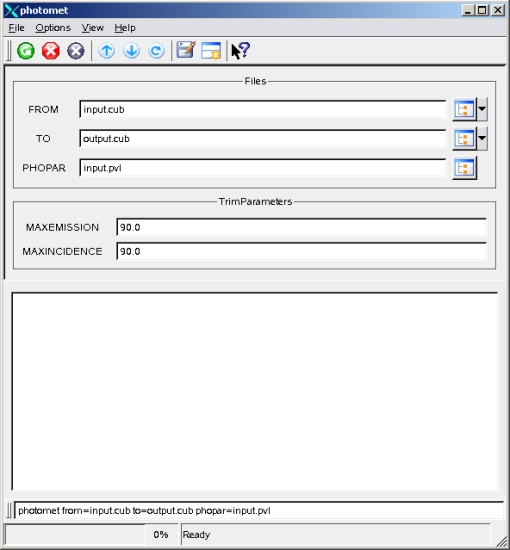 photomet
File Options View Help
Files
FROM input.cub
TO output.cub
PHOPAR input.pvl
TrimParameters
MAXEMISSION 90.0
MAXINCIDENCE 90.0
photomet from=input.cub to=output.cub phopar=input.pvl
0% Ready